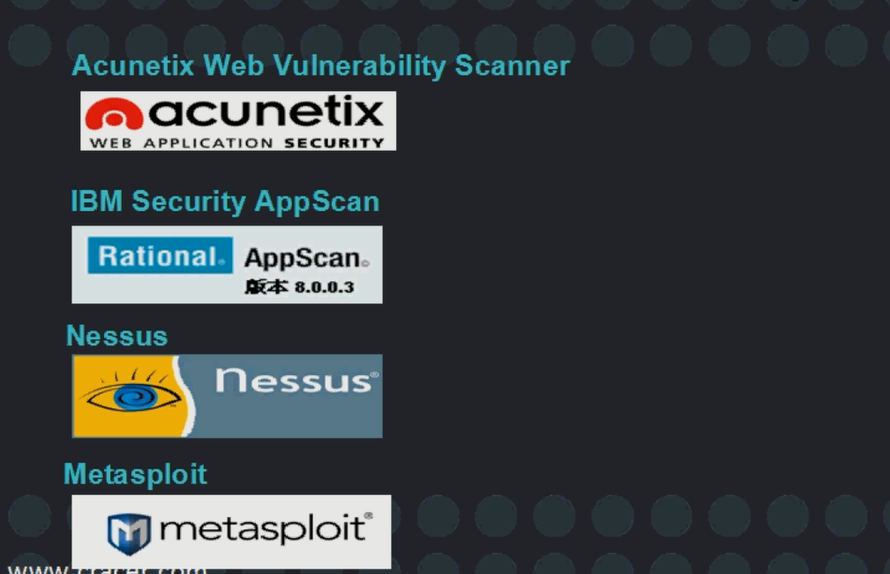 Acunetix Web Vulnerability Scanner
acunetix
WEB APPLICATION SECURITY
IBM Security AppScan
Rational® AppScan©
版本 8.0.0.3
Nessus
nessus®
Metasploit
metasploit®
www.cracer.com